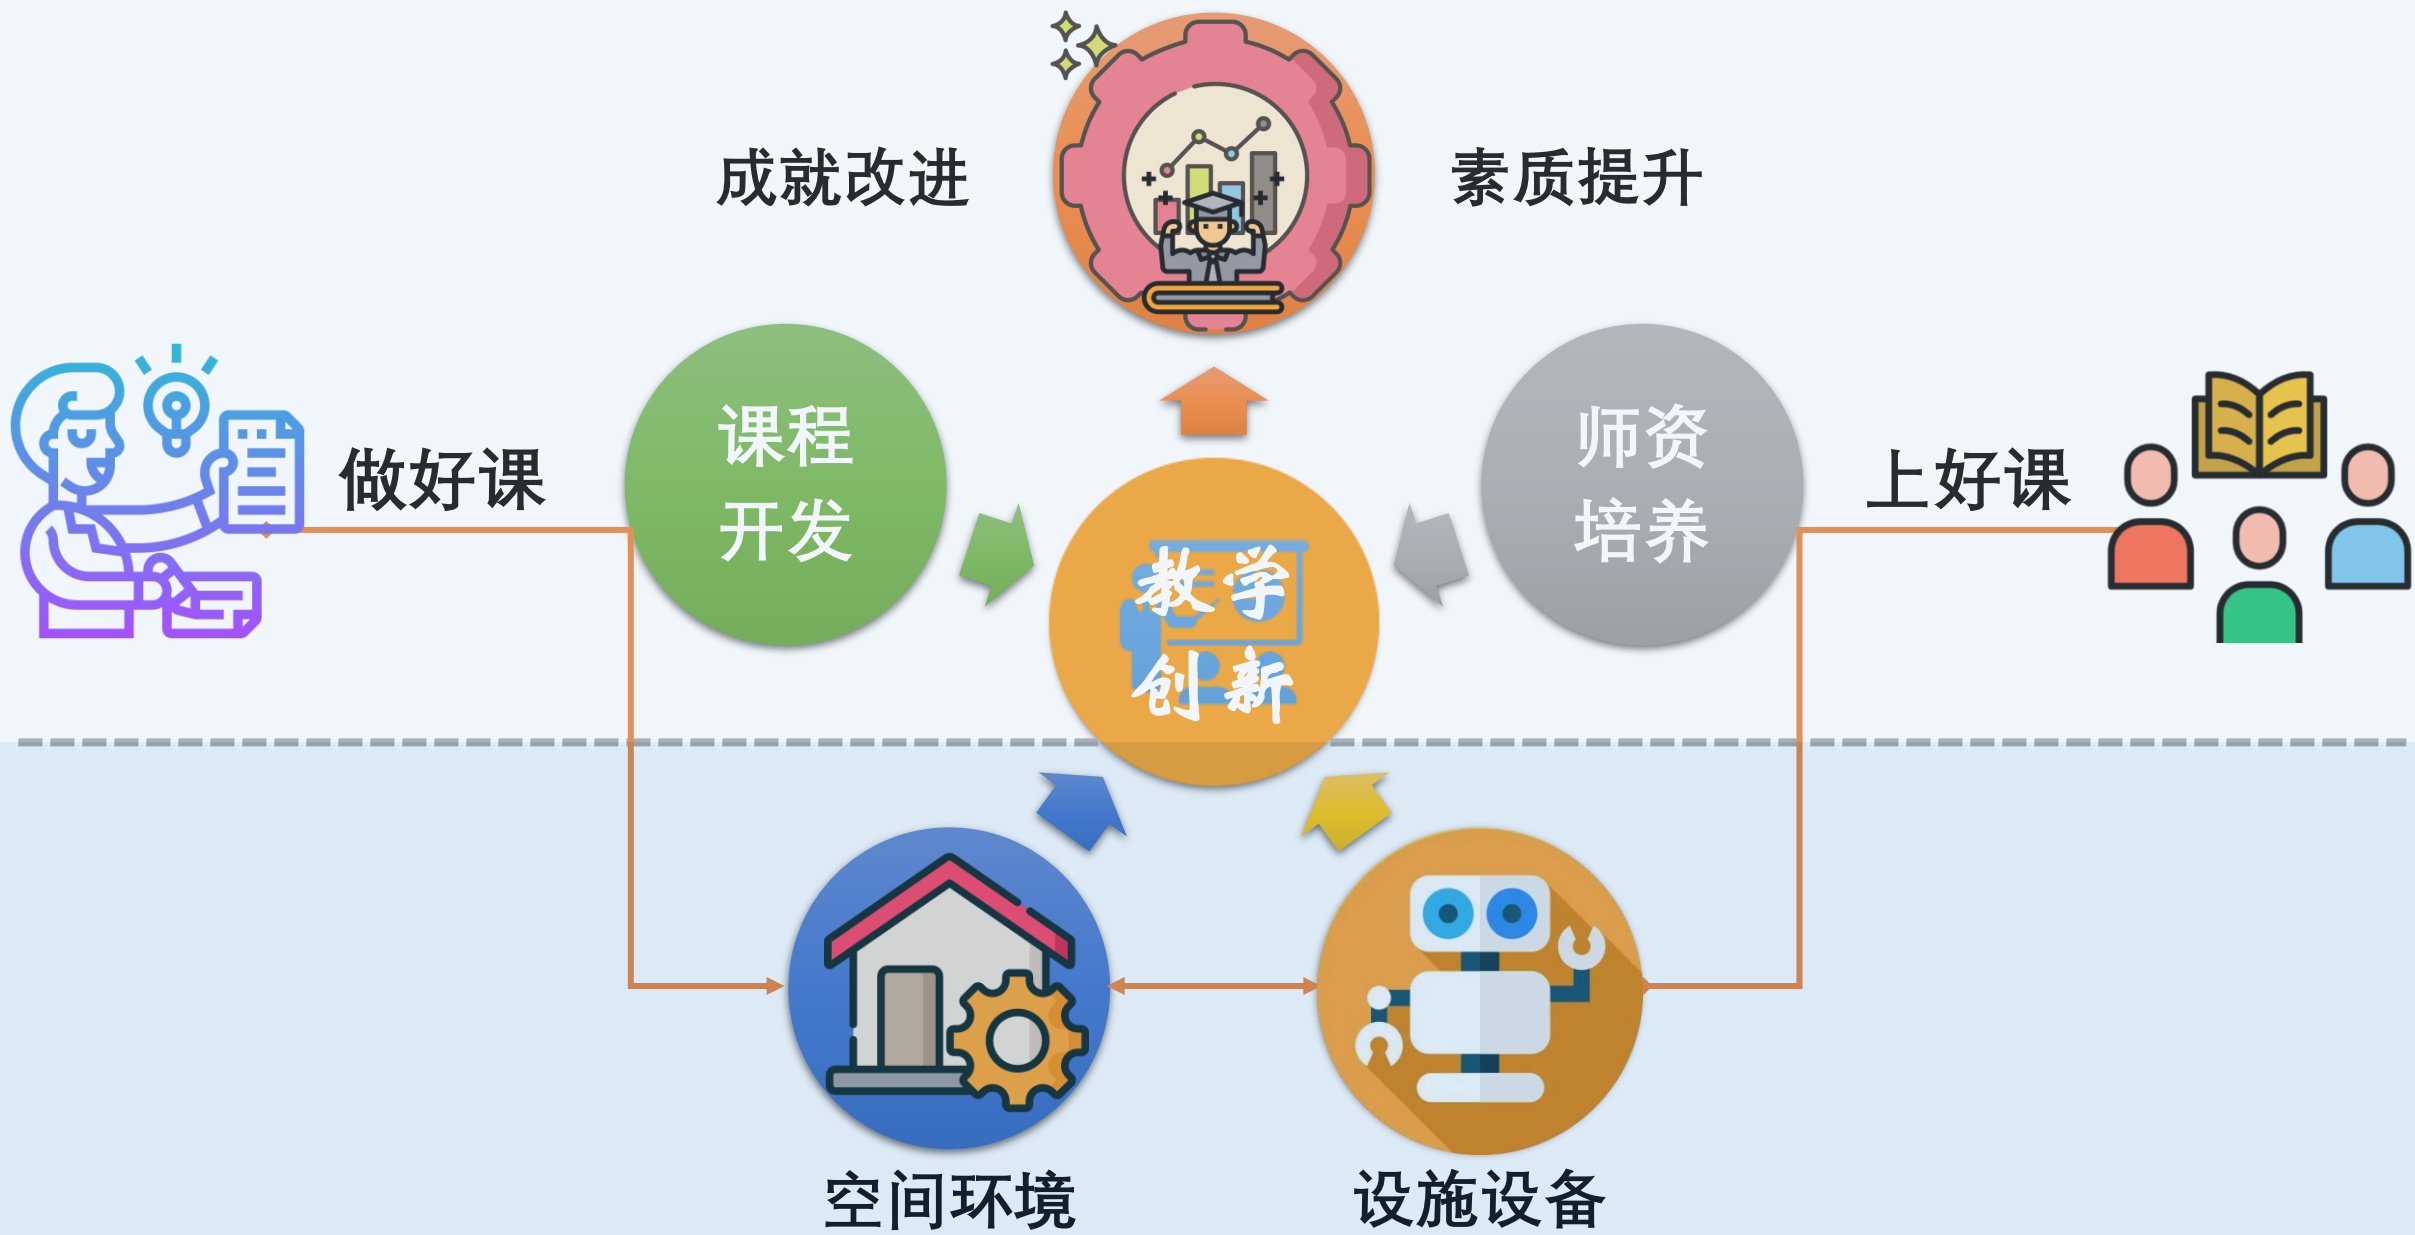 成就改进
素质提升
做好课
课程
开发
师资
培养
上好课
教学
创新
空间环境
设施设备